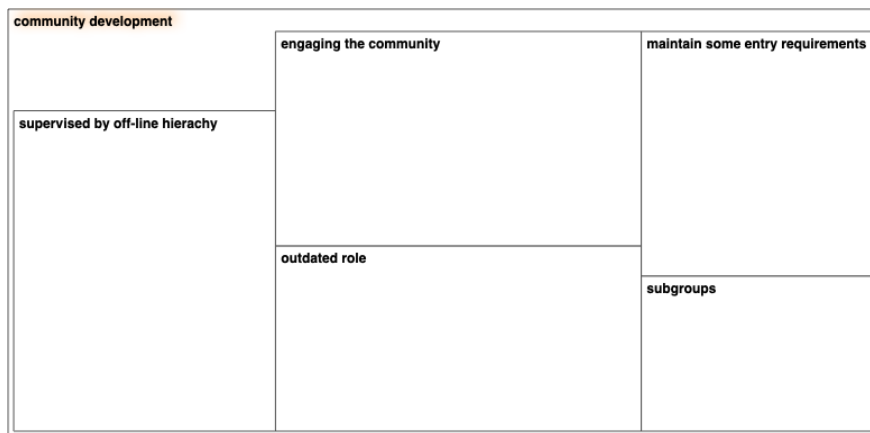 community development
engaging the community
maintain some entry requirements
supervised by off-line hierachy
outdated role
subgroups